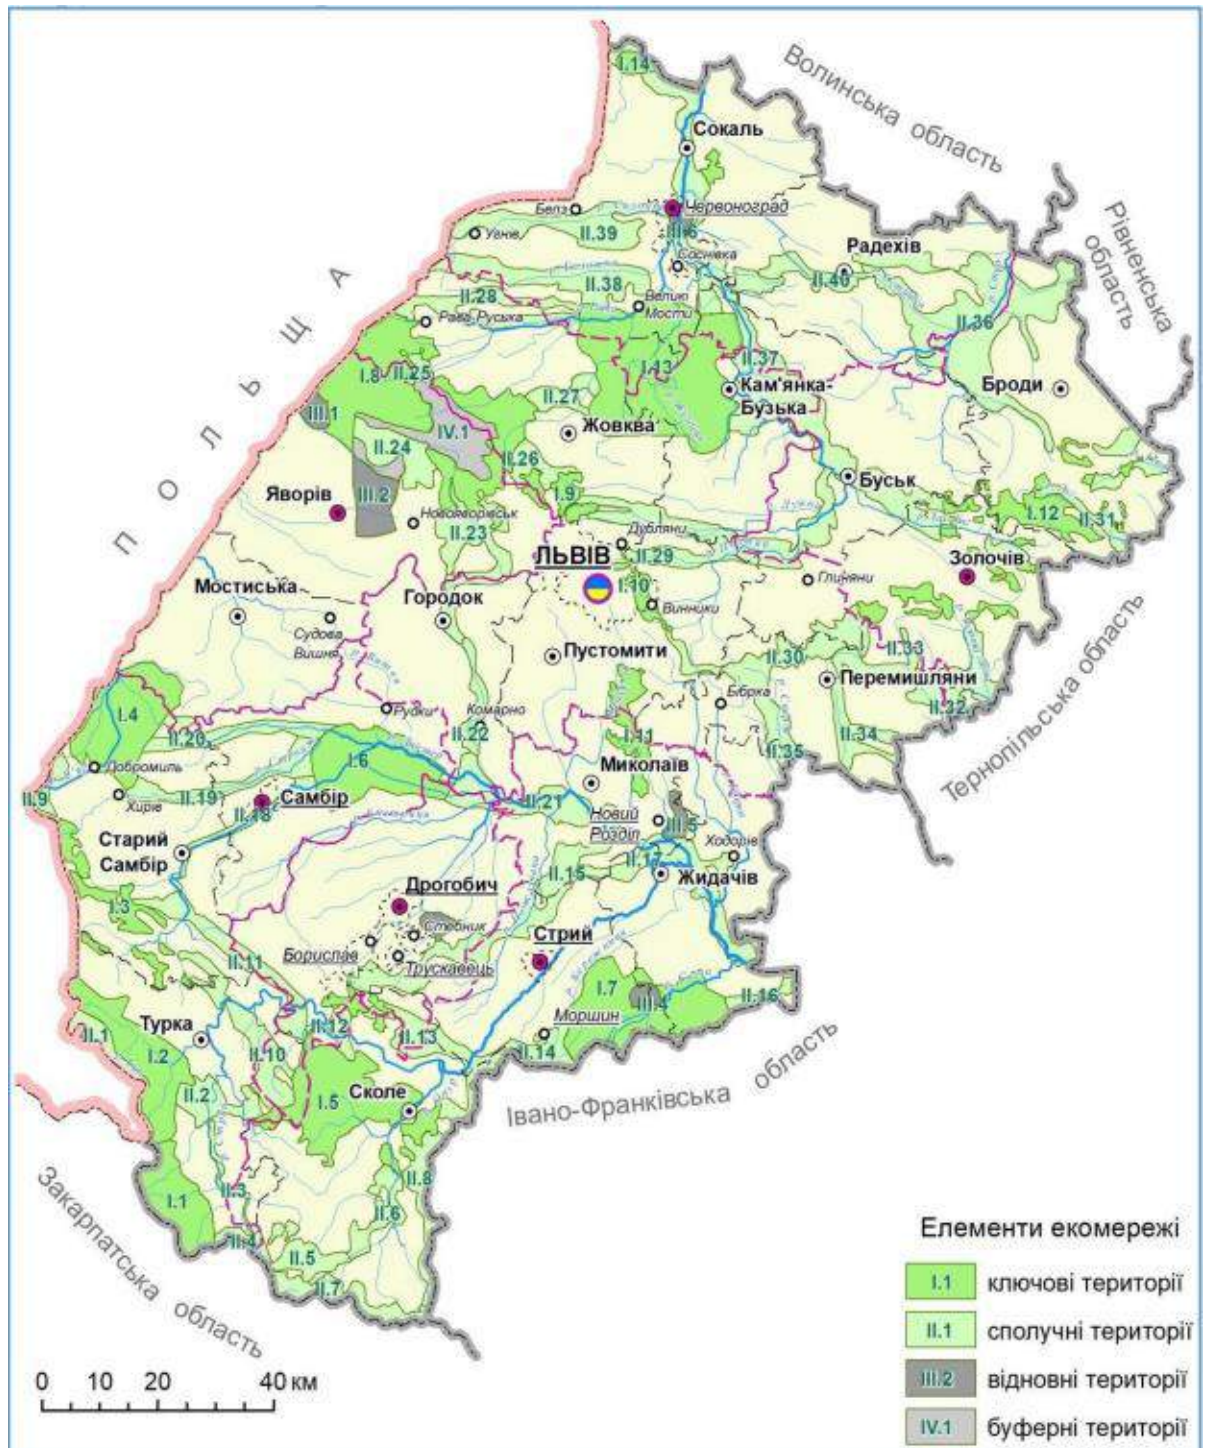 I.14
Волинська область
Сокаль
Рівненська
область
Белз
Червоноград
Угнів
II.39
III.6
Соснівка
Радехів
II.40
II.38
II.28
Великі
Мости
Рава-Руська
II.36
ПОЛЬЩА
I.8
II.25
I.13
II.37
Броди
III.1
II.27
Кам'янка-
Бузька
IV.1
Жовква
II.24
II.26
III.2
I.9
Буськ
Яворів
Новояворівськ
I.12
II.31
II.23
Дубляни
ЛЬВІВ
II.29
Золочів
Мостиська
I.10
Глиняни
Городок
Винники
Судова
Вишня
Пустомити
II.30
II.33
Перемишляни
I.4
Бібрка
Рудки
Комарно
II.32
II.20
II.22
I.11
II.34
Добромиль
I.6
II.35
Миколаїв
II.9
Хирів
II.19
Самбір
II.21
Тернопільська область
II.18
Новий
Розділ
III.5
Старий
Самбір
Ходорів
II.17
II.15
Жидачів
Дрогобич
I.3
Стебник
Стрий
Борислав
Трускавець
II.11
I.7
III.4
II.16
Моршин
II.12
II.13
Турка
II.1
I.2
II.10
II.14
Івано-Франківська область
II.2
I.5
Сколе
р. Стрий
Закарпатська область
I.1
II.3
II.8
II.6
II.4
II.5
II.7
Елементи екомережі
I.1 ключові території
II.1 сполучні території
III.2 відновні території
IV.1 буферні території
0 10 20 40 км